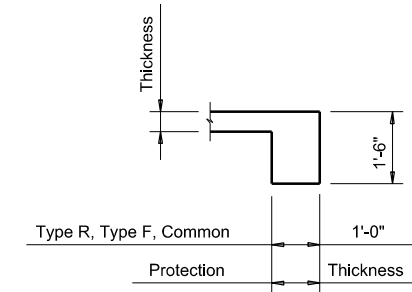 Thickness
1'-6"
Type R, Type F, Common 1'-0"
Protection Thickness